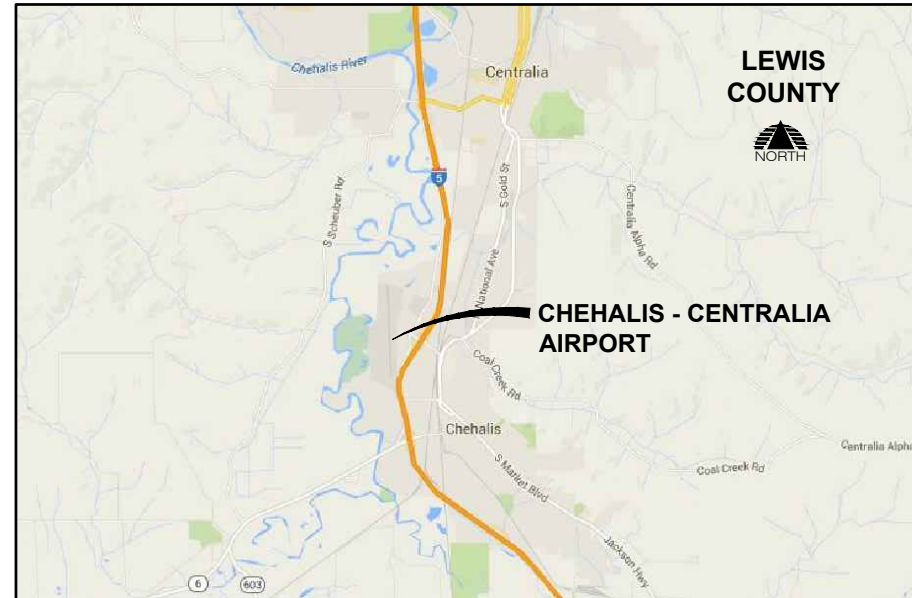 LEWIS
COUNTY
NORTH
Chehalis River
Centralia
5
S Scheuber Rd
S Gold St
Centralia Alpha Rd
National Ave
CHEHALIS - CENTRALIA
AIRPORT
Coal Creek Rd
Chehalis
Centralia Alpha
S Market Blvd
Coal Creek Rd
Jackson Hwy
6
603